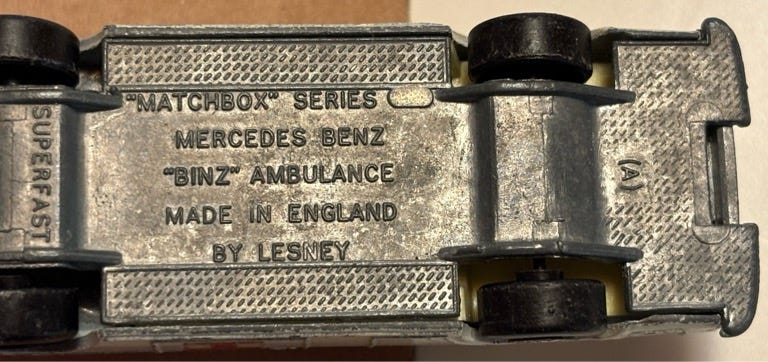 "MATCHBOX" SERIES
MERCEDES BENZ
"BINZ" AMBULANCE
MADE IN ENGLAND
BY LESNEY
SUPERFAST
(A)